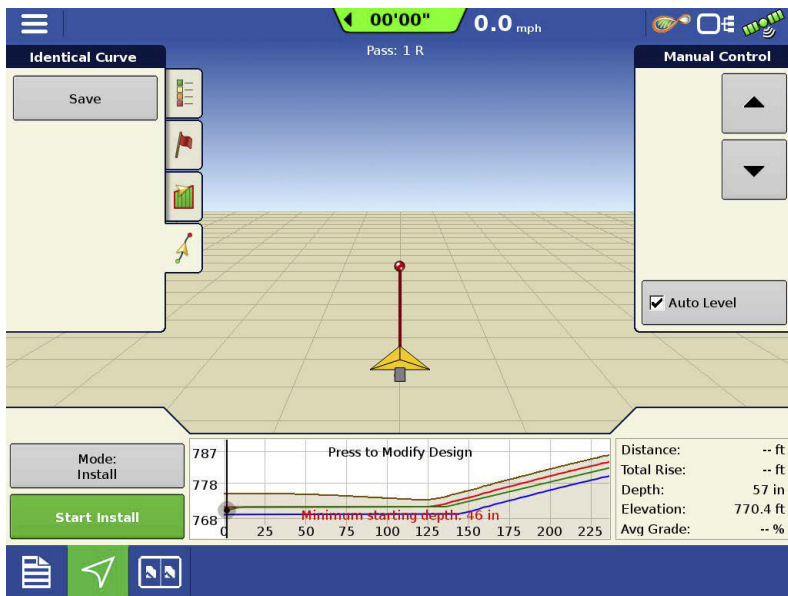 00'00"
0.0 mph
Pass: 1 R
Identical Curve
Save
Manual Control
Auto Level
Mode:
Install
Start Install
Press to Modify Design
787
778
768
Minimum starting depth: 46 in
0 25 50 75 100 125 150 175 200 225
Distance: -- ft
Total Rise: -- ft
Depth: 57 in
Elevation: 770.4 ft
Avg Grade: -- %